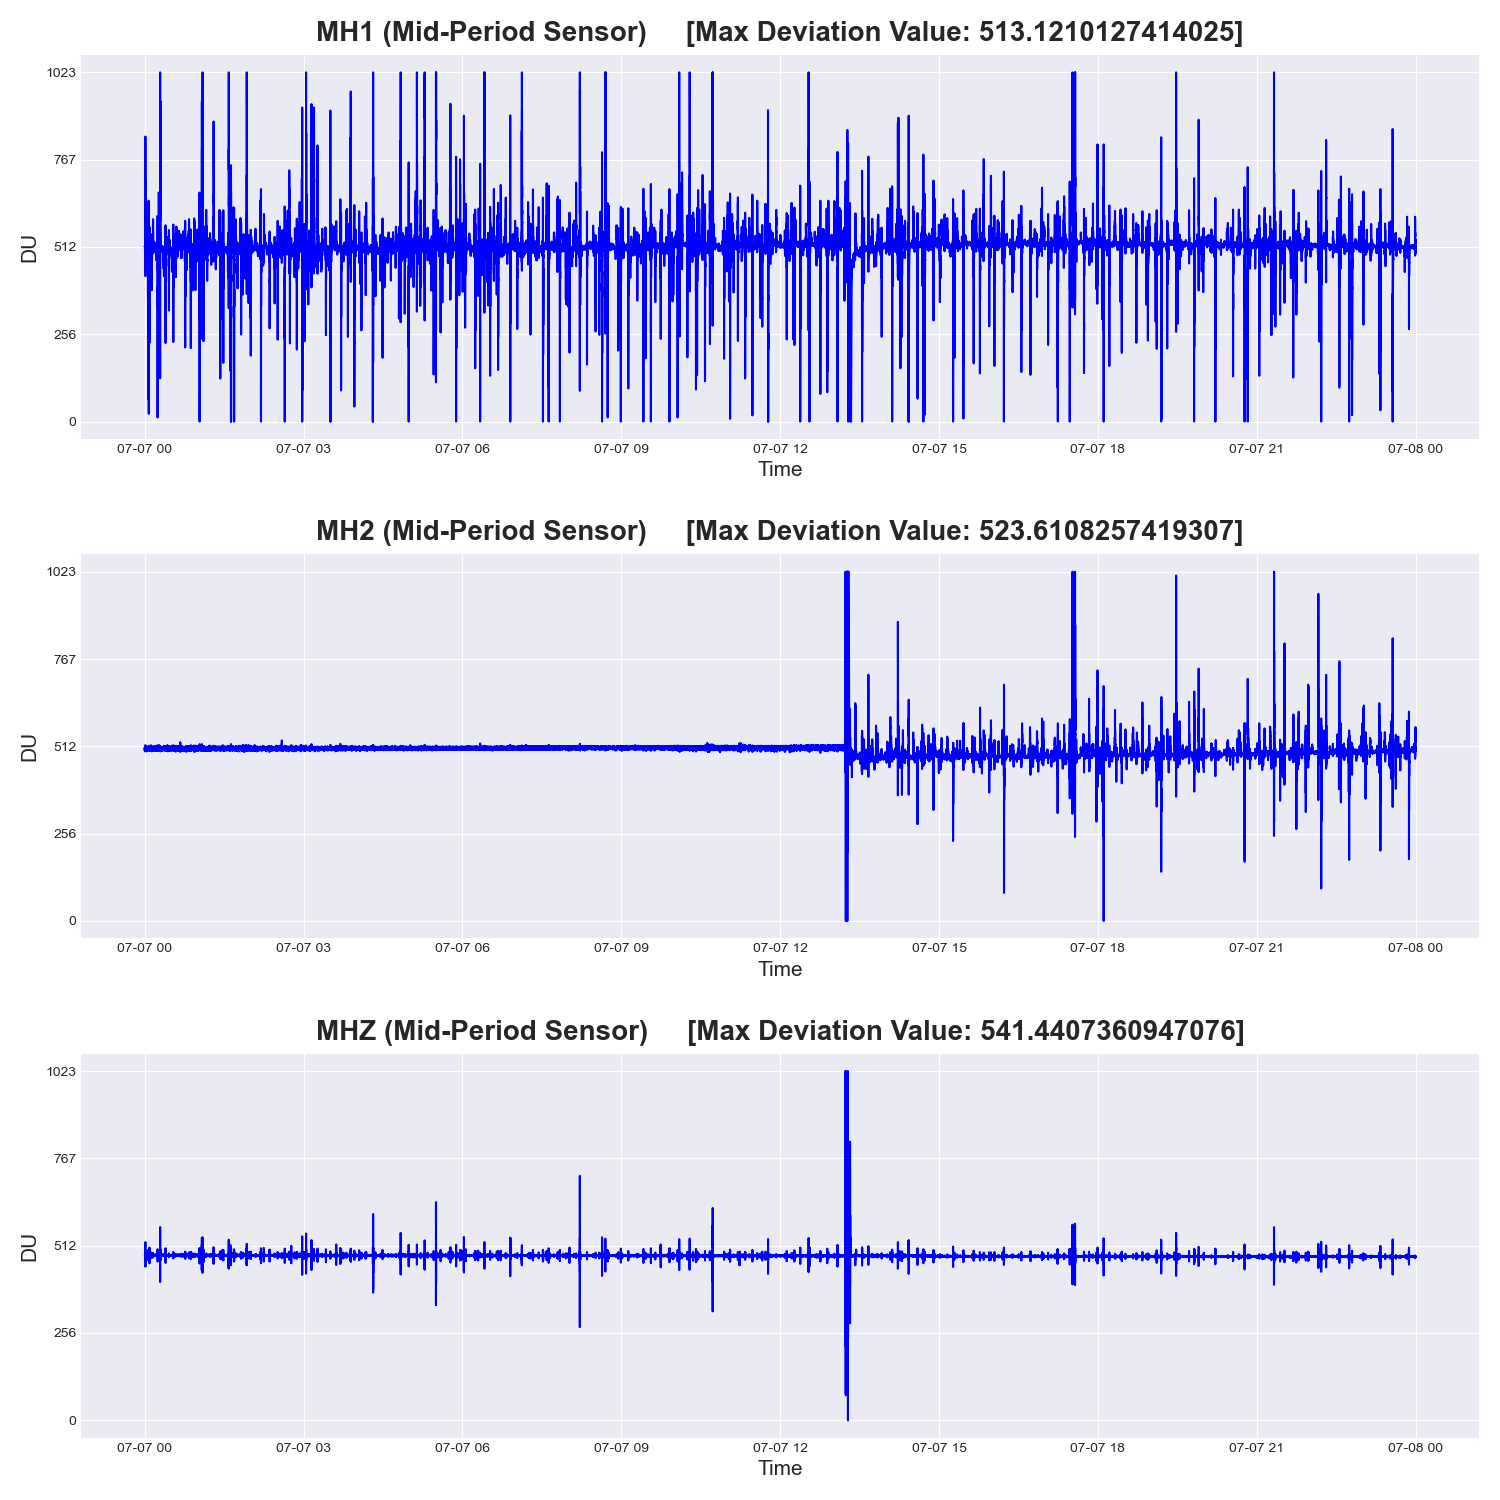 MH1 (Mid-Period Sensor) [Max Deviation Value: 513.1210127414025]
1023
767
512
256
0
DU
07-07 00 07-07 03 07-07 06 07-07 09 07-07 12 07-07 15 07-07 18 07-07 21 07-08 00
Time
MH2 (Mid-Period Sensor) [Max Deviation Value: 523.6108257419307]
1023
767
512
256
0
DU
07-07 00 07-07 03 07-07 06 07-07 09 07-07 12 07-07 15 07-07 18 07-07 21 07-08 00
Time
MHZ (Mid-Period Sensor) [Max Deviation Value: 541.4407360947076]
1023
767
512
256
0
DU
07-07 00 07-07 03 07-07 06 07-07 09 07-07 12 07-07 15 07-07 18 07-07 21 07-08 00
Time